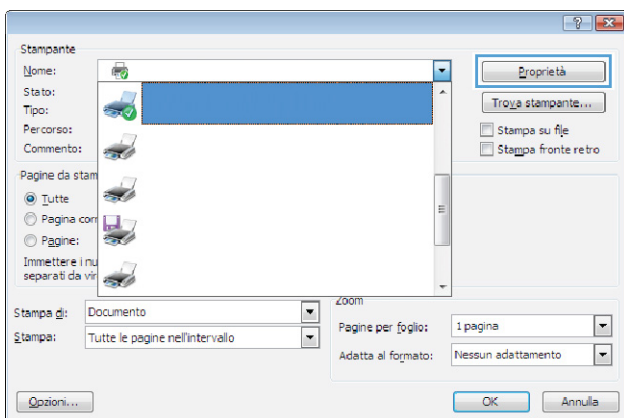 ?
Stampante
Nome:
Proprietà
Stato:
Tipo:
Trova stampante...
Percorso:
Stampa su file
Commento:
Stampa fronte retro
Pagine da stam
Tutte
Pagina corr
Pagine:
Immettere i nu
separati da vir
Zoom
Stampa di: Documento
Pagine per foglio: 1 pagina
Stampa: Tutte le pagine nell'intervallo
Adatta al formato: Nessun adattamento
Opzioni...
OK Annulla